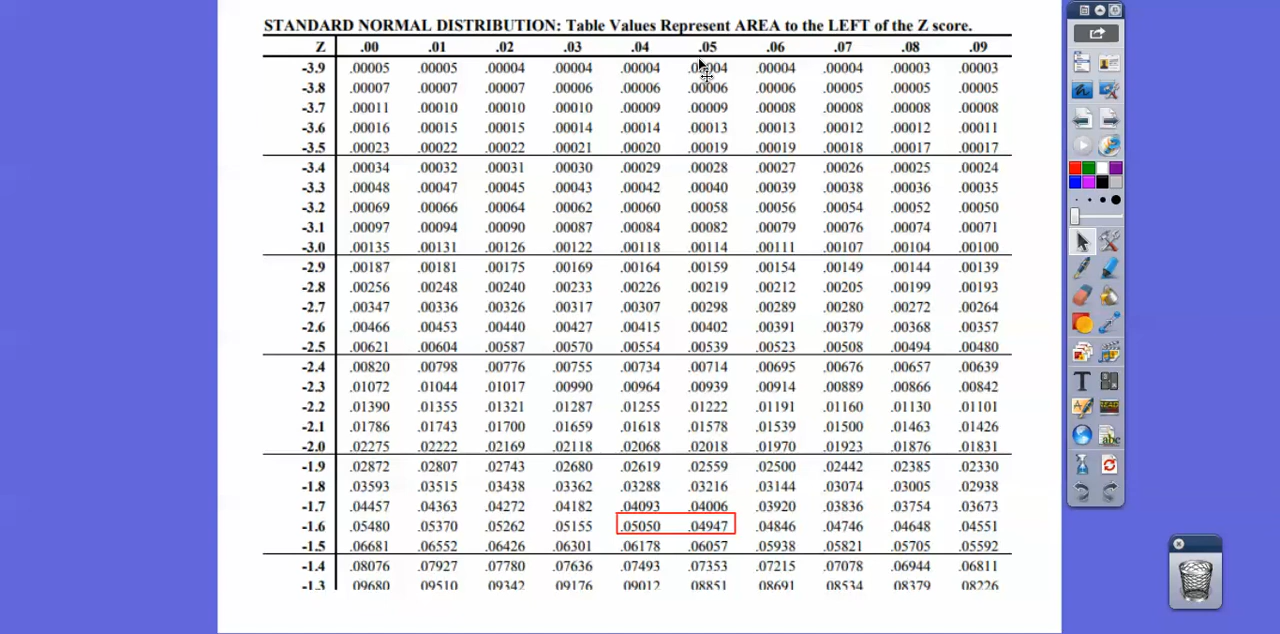 STANDARD NORMAL DISTRIBUTION: Table Values Represent AREA to the LEFT of the Z score.
Z .00 .01 .02 .03 .04 .05 .06 .07 .08 .09
-3.9 .00005 .00005 .00004 .00004 .00004 .00004 .00004 .00004 .00003 .00003
-3.8 .00007 .00007 .00007 .00006 .00006 .00006 .00006 .00005 .00005 .00005
-3.7 .00011 .00010 .00010 .00010 .00009 .00009 .00008 .00008 .00008 .00008
-3.6 .00016 .00015 .00015 .00014 .00014 .00013 .00013 .00012 .00012 .00011
-3.5 .00023 .00022 .00022 .00021 .00020 .00019 .00019 .00018 .00017 .00017
-3.4 .00034 .00032 .00031 .00030 .00029 .00028 .00027 .00026 .00025 .00024
-3.3 .00048 .00047 .00045 .00043 .00042 .00040 .00039 .00038 .00036 .00035
-3.2 .00069 .00066 .00064 .00062 .00060 .00058 .00056 .00054 .00052 .00050
-3.1 .00097 .00094 .00090 .00087 .00084 .00082 .00079 .00076 .00074 .00071
-3.0 .00135 .00131 .00126 .00122 .00118 .00114 .00111 .00107 .00104 .00100
-2.9 .00187 .00181 .00175 .00169 .00164 .00159 .00154 .00149 .00144 .00139
-2.8 .00256 .00248 .00240 .00233 .00226 .00219 .00212 .00205 .00199 .00193
-2.7 .00347 .00336 .00326 .00317 .00307 .00298 .00289 .00280 .00272 .00264
-2.6 .00466 .00453 .00440 .00427 .00415 .00402 .00391 .00379 .00368 .00357
-2.5 .00621 .00604 .00587 .00570 .00554 .00539 .00523 .00508 .00494 .00480
-2.4 .00820 .00798 .00776 .00755 .00734 .00714 .00695 .00676 .00657 .00639
-2.3 .01072 .01044 .01017 .00990 .00964 .00939 .00914 .00889 .00866 .00842
-2.2 .01390 .01355 .01321 .01287 .01255 .01222 .01191 .01160 .01130 .01101
-2.1 .01786 .01743 .01700 .01659 .01618 .01578 .01539 .01500 .01463 .01426
-2.0 .02275 .02222 .02169 .02118 .02068 .02018 .01970 .01923 .01876 .01831
-1.9 .02872 .02807 .02743 .02680 .02619 .02559 .02500 .02442 .02385 .02330
-1.8 .03593 .03515 .03438 .03362 .03288 .03216 .03144 .03074 .03005 .02938
-1.7 .04457 .04363 .04272 .04182 .04093 .04006 .03920 .03836 .03754 .03673
-1.6 .05480 .05370 .05262 .05155 .05050 .04947 .04846 .04746 .04648 .04551
-1.5 .06681 .06552 .06426 .06301 .06178 .06057 .05938 .05821 .05705 .05592
-1.4 .08076 .07927 .07780 .07636 .07493 .07353 .07215 .07078 .06944 .06811
-1.3 .09680 .09510 .09342 .09176 .09012 .08851 .08691 .08534 .08379 .08226